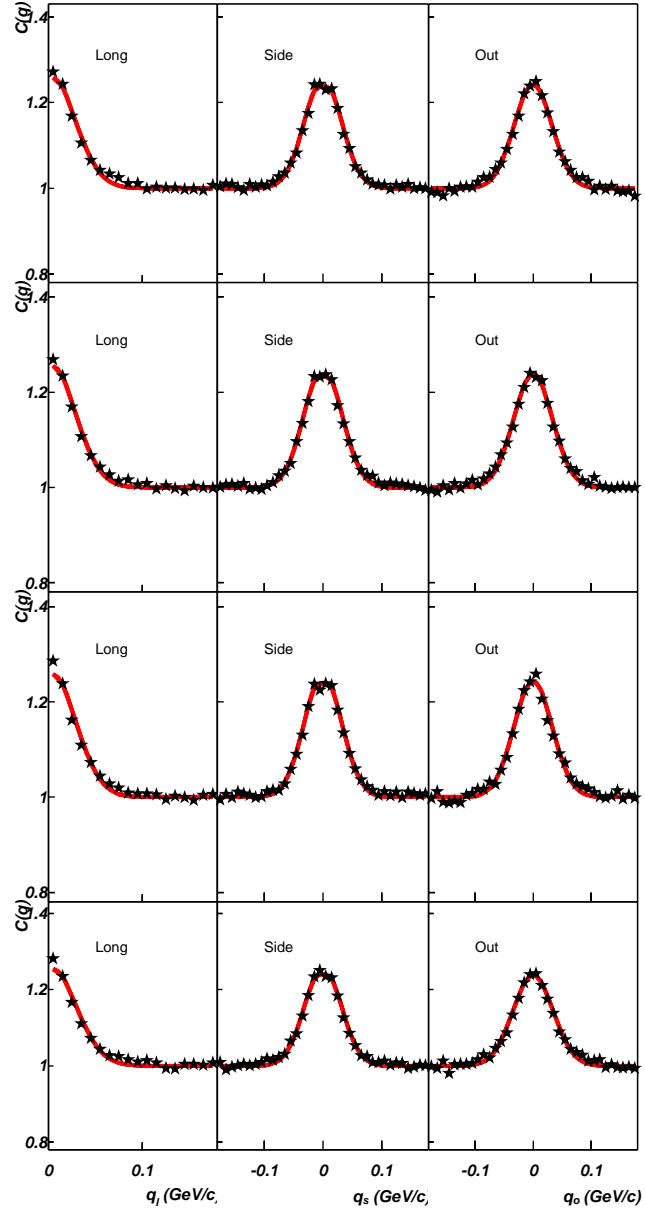 C(g)
1.4
Long
Side
Out
1.2
1
0.8
C(g)
1.4
Long
Side
Out
1.2
1
0.8
C(g)
1.4
Long
Side
Out
1.2
1
0.8
C(g)
1.4
Long
Side
Out
1.2
1
0.8
0 0.1 -0.1 0 0.1 -0.1 0 0.1
q_l (GeV/c) q_s (GeV/c) q_o (GeV/c)